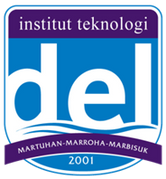 institut teknologi
del
MARTUHAN-MARROHA-MARBISUK
2001